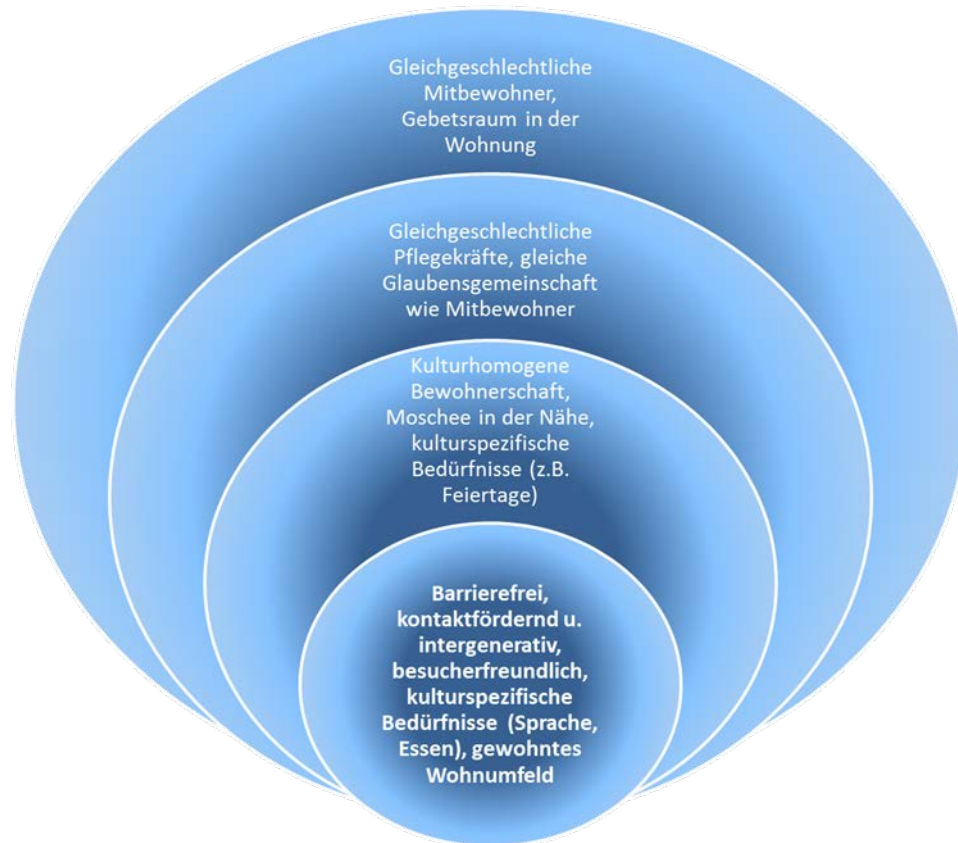 Gleichgeschlechtliche
Mitbewohner,
Gebetsraum in der
Wohnung
Gleichgeschlechtliche
Pflegekräfte, gleiche
Glaubensgemeinschaft
wie Mitbewohner
Kulturhomogene
Bewohnerschaft,
Moschee in der Nähe,
kulturspezifische
Bedürfnisse (z.B.
Feiertage)
Barrierefrei,
kontaktfördernd u.
intergenerativ,
besucherfreundlich,
kulturspezifische
Bedürfnisse (Sprache,
Essen), gewohntes
Wohnumfeld